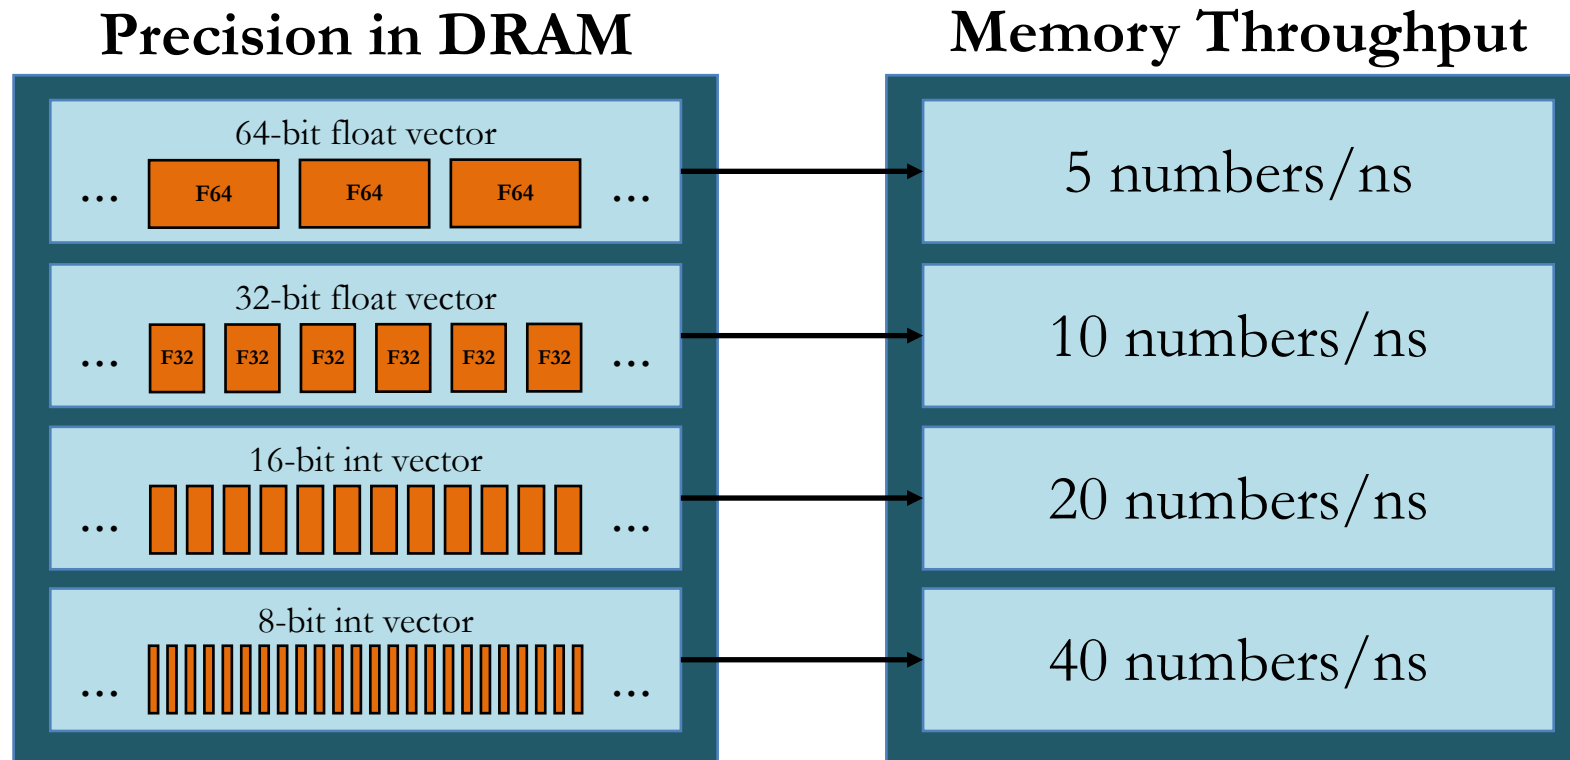 Precision in DRAM
64-bit float vector
... F64 F64 F64 ...
32-bit float vector
... F32 F32 F32 F32 F32 F32 ...
16-bit int vector
... ...
8-bit int vector
... ...
Memory Throughput
5 numbers/ns
10 numbers/ns
20 numbers/ns
40 numbers/ns